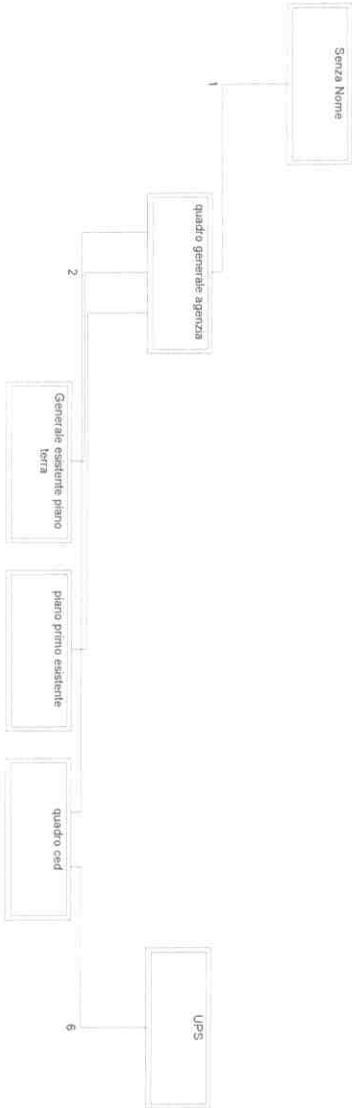 Senza Nome
1
quadro generale agenzia
2
Generale esistente piano
terra
piano primo esistente
quadro ced
UPS
6